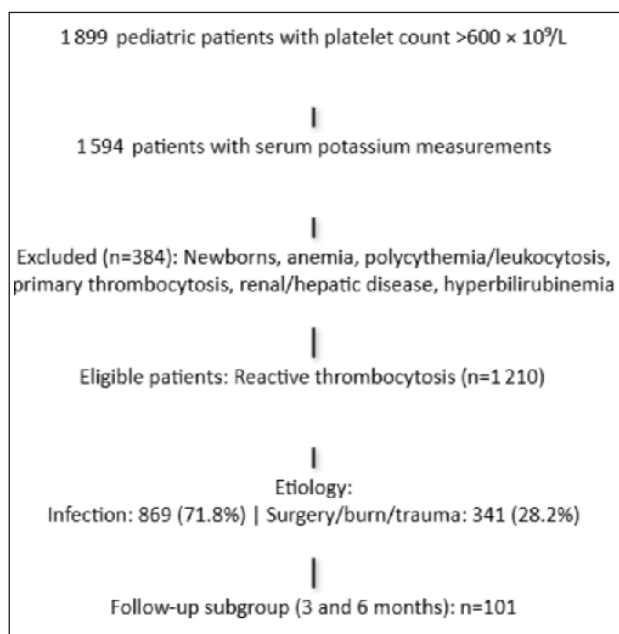 1 899 pediatric patients with platelet count >600 × 10⁹/L
1 594 patients with serum potassium measurements
Excluded (n=384): Newborns, anemia, polycythemia/leukocytosis,
primary thrombocytosis, renal/hepatic disease, hyperbilirubinemia
Eligible patients: Reactive thrombocytosis (n=1 210)
Etiology:
Infection: 869 (71.8%) | Surgery/burn/trauma: 341 (28.2%)
Follow-up subgroup (3 and 6 months): n=101